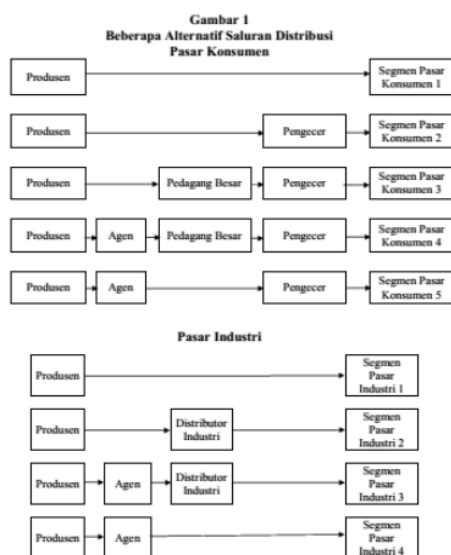 Gambar 1
Beberapa Alternatif Saluran Distribusi
Pasar Konsumen
Produsen
Segmen Pasar
Konsumen 1
Produsen
Pengecer
Segmen Pasar
Konsumen 2
Produsen
Pedagang Besar
Pengecer
Segmen Pasar
Konsumen 3
Produsen
Agen
Pedagang Besar
Pengecer
Segmen Pasar
Konsumen 4
Produsen
Agen
Pengecer
Segmen Pasar
Konsumen 5
Pasar Industri
Produsen
Segmen
Pasar
Industri 1
Produsen
Distributor
Industri
Segmen
Pasar
Industri 2
Produsen
Agen
Distributor
Industri
Segmen
Pasar
Industri 3
Produsen
Agen
Segmen
Pasar
Industri 4